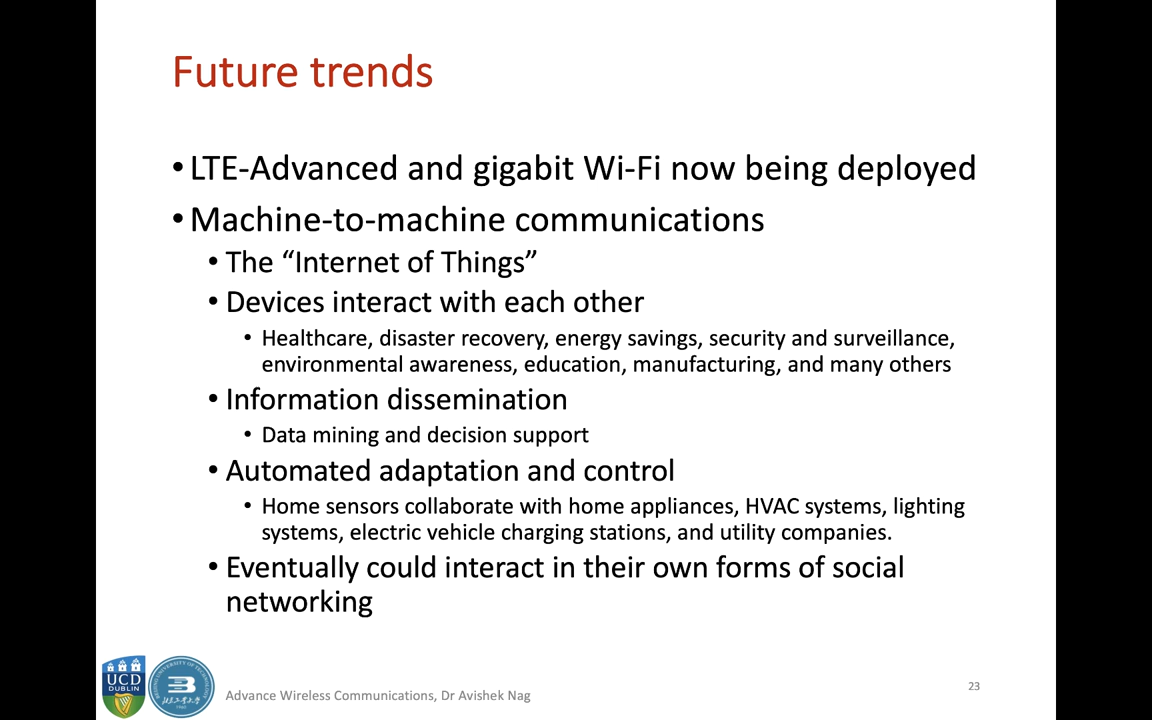 Future trends
• LTE-Advanced and gigabit Wi-Fi now being deployed
• Machine-to-machine communications
• The “Internet of Things”
• Devices interact with each other
• Healthcare, disaster recovery, energy savings, security and surveillance,
environmental awareness, education, manufacturing, and many others
• Information dissemination
• Data mining and decision support
• Automated adaptation and control
• Home sensors collaborate with home appliances, HVAC systems, lighting
systems, electric vehicle charging stations, and utility companies.
• Eventually could interact in their own forms of social
networking
UCD
DUBLIN
Advance Wireless Communications, Dr Avishek Nag
23